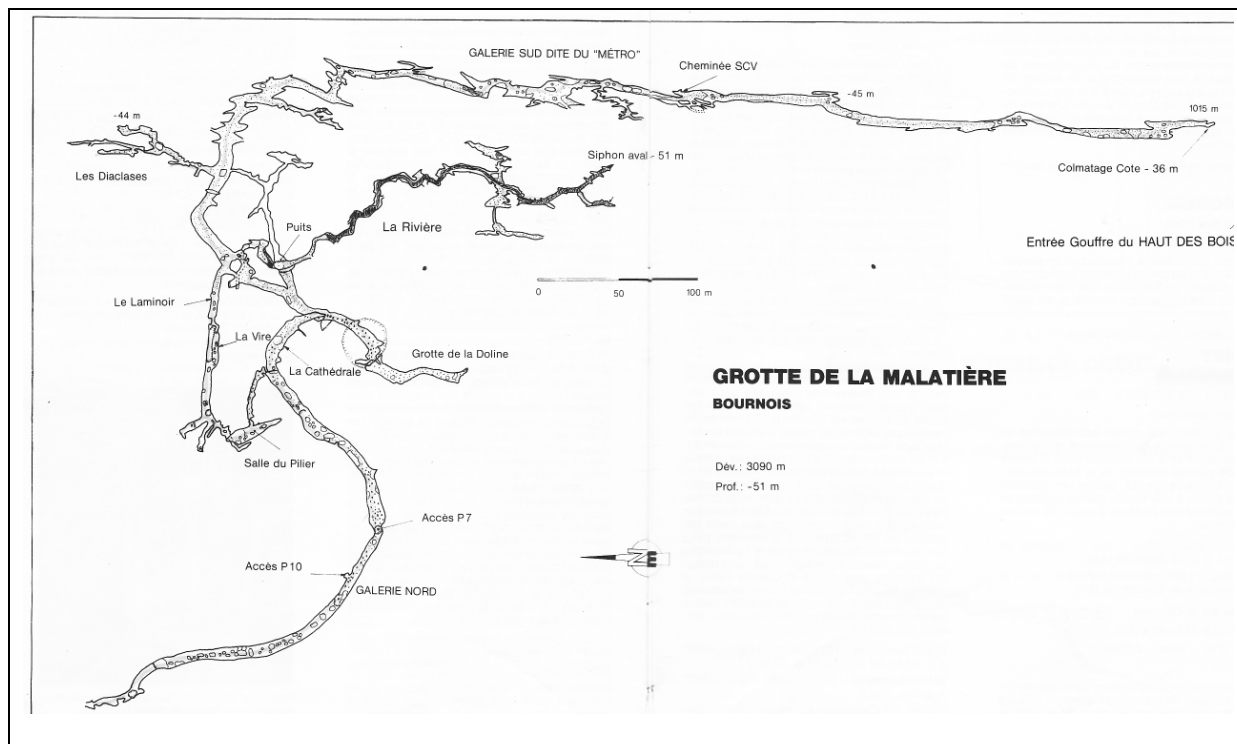 GALERIE SUD DITE DU "MÉTRO"
Cheminée SCV
-45 m
1015 m
-44 m
Siphon aval - 51 m
Les Diaclases
Colmatage Cote - 36 m
Puits
La Rivière
Entrée Gouffre du HAUT DES BOIS
0 50 100 m
Le Laminoir
La Vire
Grotte de la Doline
La Cathédrale
GROTTE DE LA MALATIÈRE
BOURNOIS
Salle du Pilier
Dév.: 3090 m
Prof.: -51 m
Accès P7
NE
Accès P10
GALERIE NORD